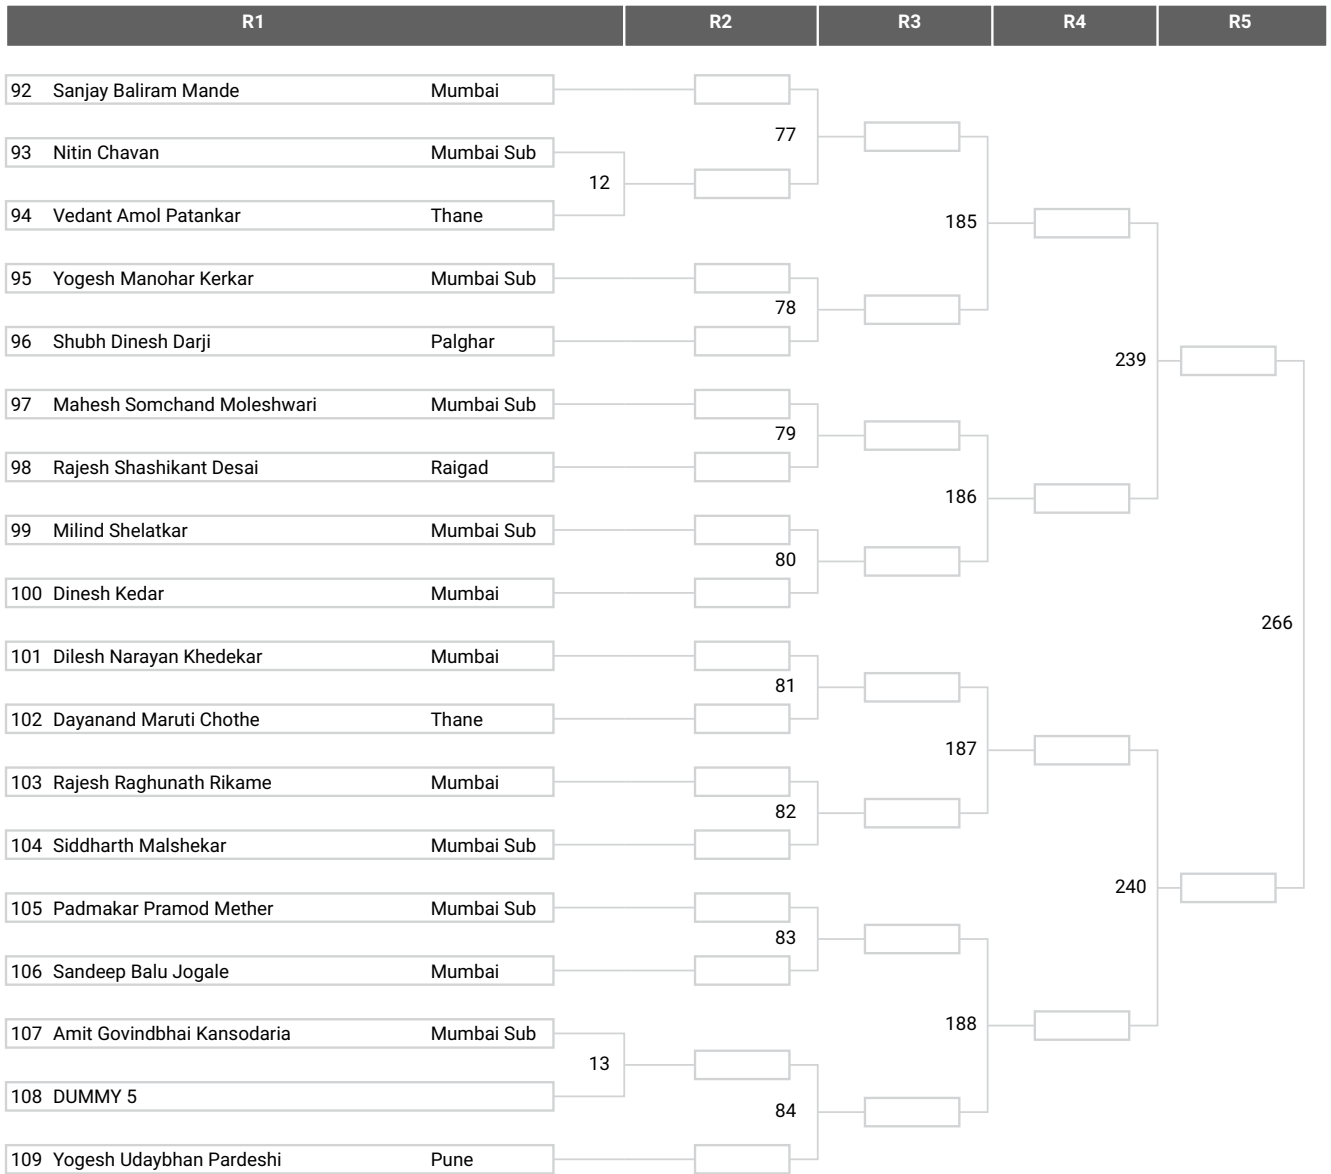 R1 R2 R3 R4 R5
92 Sanjay Baliram Mande Mumbai
77
93 Nitin Chavan Mumbai Sub
12
94 Vedant Amol Patankar Thane
185
95 Yogesh Manohar Kerkar Mumbai Sub
78
96 Shubh Dinesh Darji Palghar
239
97 Mahesh Somchand Moleshwari Mumbai Sub
79
98 Rajesh Shashikant Desai Raigad
186
99 Milind Shelatkar Mumbai Sub
80
100 Dinesh Kedar Mumbai
266
101 Dilesh Narayan Khedekar Mumbai
81
102 Dayanand Maruti Chothe Thane
187
103 Rajesh Raghunath Rikame Mumbai
82
104 Siddharth Malshekar Mumbai Sub
240
105 Padmakar Pramod Mether Mumbai Sub
83
106 Sandeep Balu Jogale Mumbai
188
107 Amit Govindbhai Kansodaria Mumbai Sub
13
108 DUMMY 5
84
109 Yogesh Udaybhan Pardeshi Pune